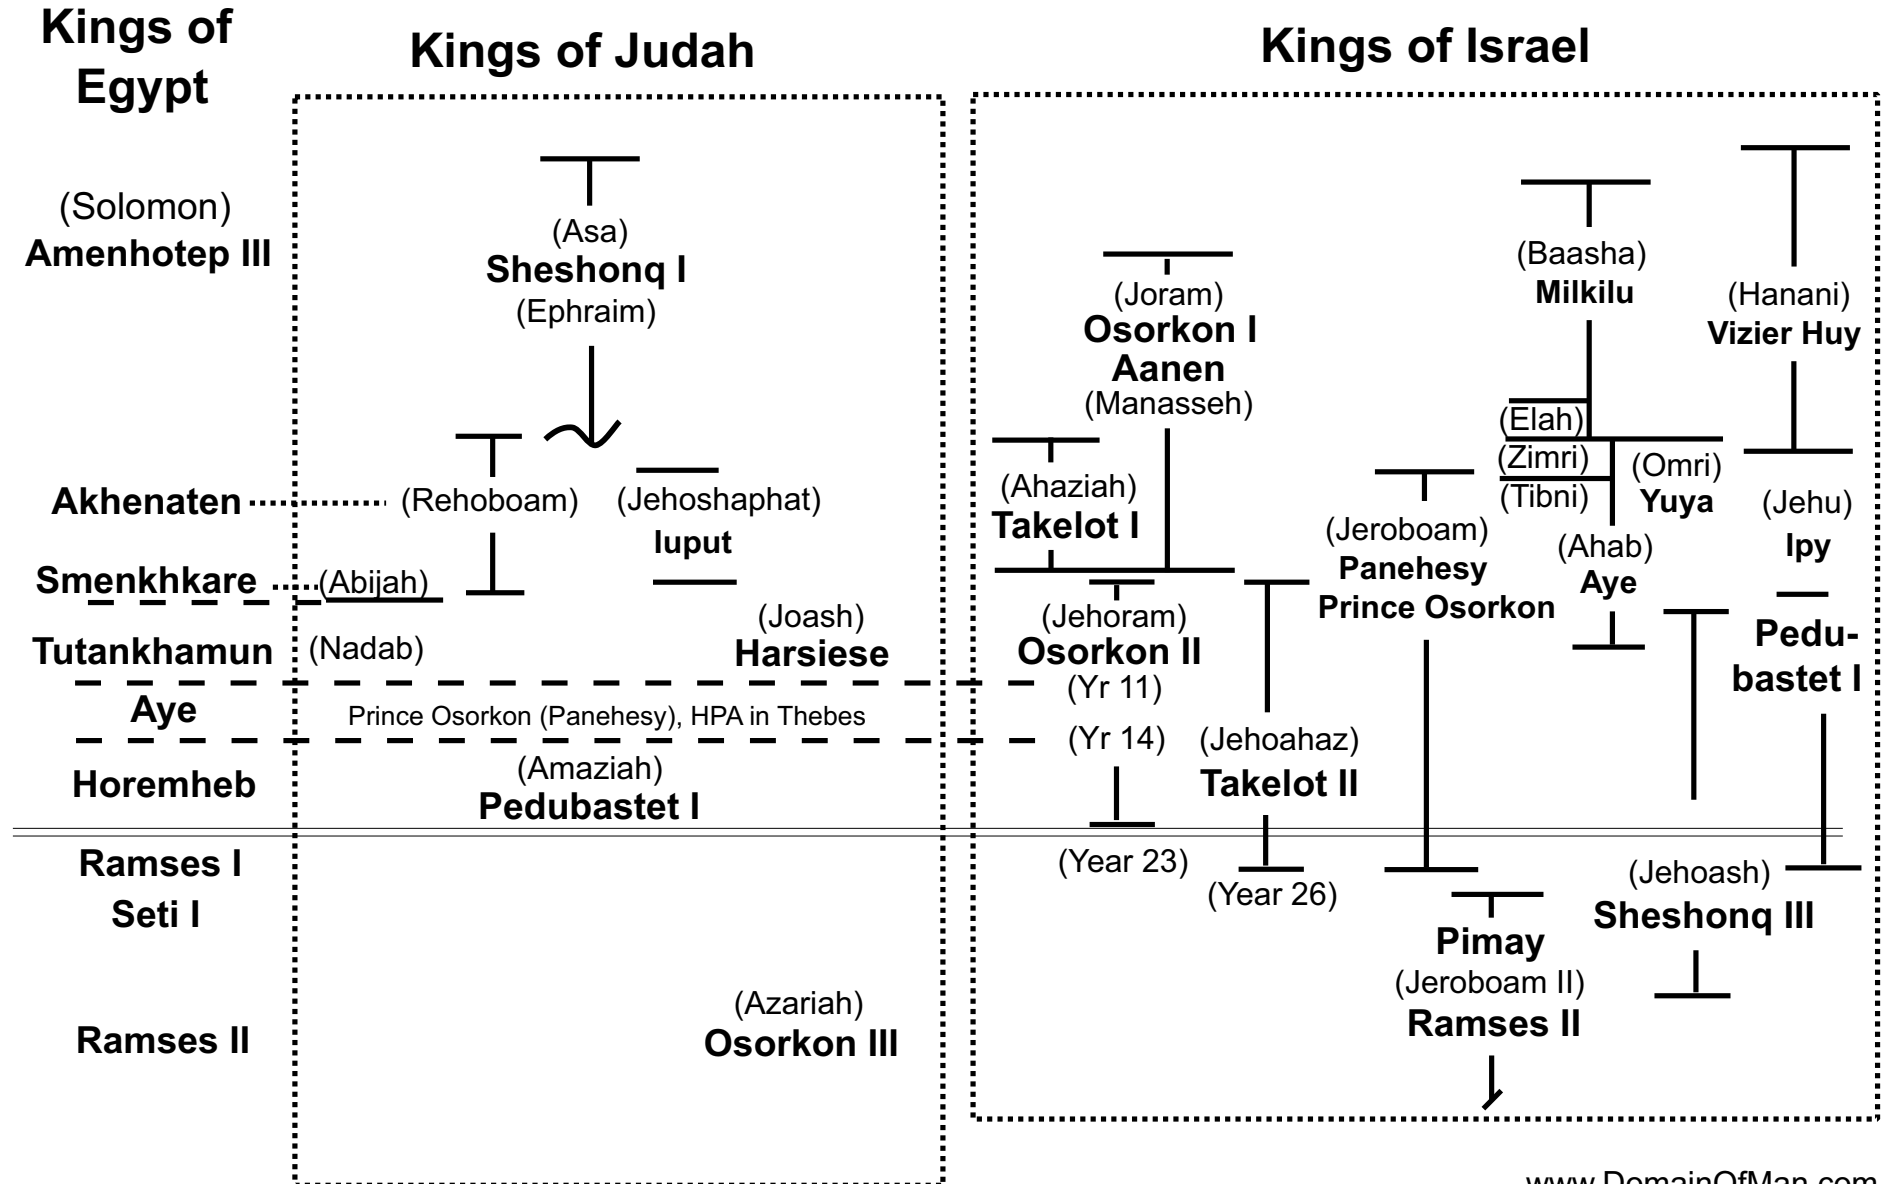 Kings of
Egypt
Kings of Judah
Kings of Israel
(Solomon)
Amenhotep III
Akhenaten
Smenkhkare
Tutankhamun
Aye
Horemheb
Ramses I
Seti I
Ramses II
(Asa)
Sheshonq I
(Ephraim)
(Rehoboam)
(Jehoshaphat)
Iuput
(Abijah)
(Nadab)
(Joash)
Harsiese
Prince Osorkon (Panehesy), HPA in Thebes
(Amaziah)
Pedubastet I
(Azariah)
Osorkon III
(Joram)
Osorkon I
Aanen
(Manasseh)
(Ahaziah)
Takelot I
(Jehoram)
Osorkon II
(Yr 11)
(Yr 14)
(Year 23)
(Jehoahaz)
Takelot II
(Year 26)
(Jeroboam)
Panehesy
Prince Osorkon
Pimay
(Jeroboam II)
Ramses II
(Baasha)
Milkilu
(Elah)
(Zimri)
(Tibni)
(Omri)
Yuya
(Ahab)
Aye
(Jehoash)
Sheshonq III
(Hanani)
Vizier Huy
(Jehu)
Ipy
Pedu-
bastet I
www.DomainOfMan.com